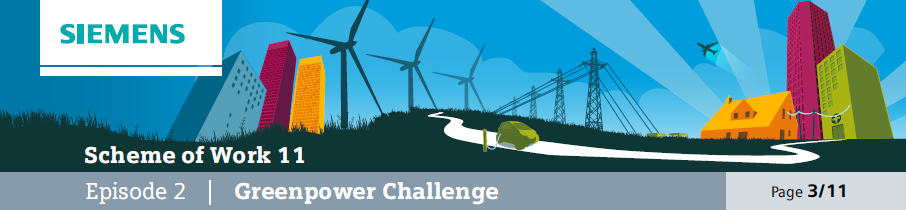 SIEMENS
Scheme of Work 11
Episode 2 | Greenpower Challenge
Page 3/11